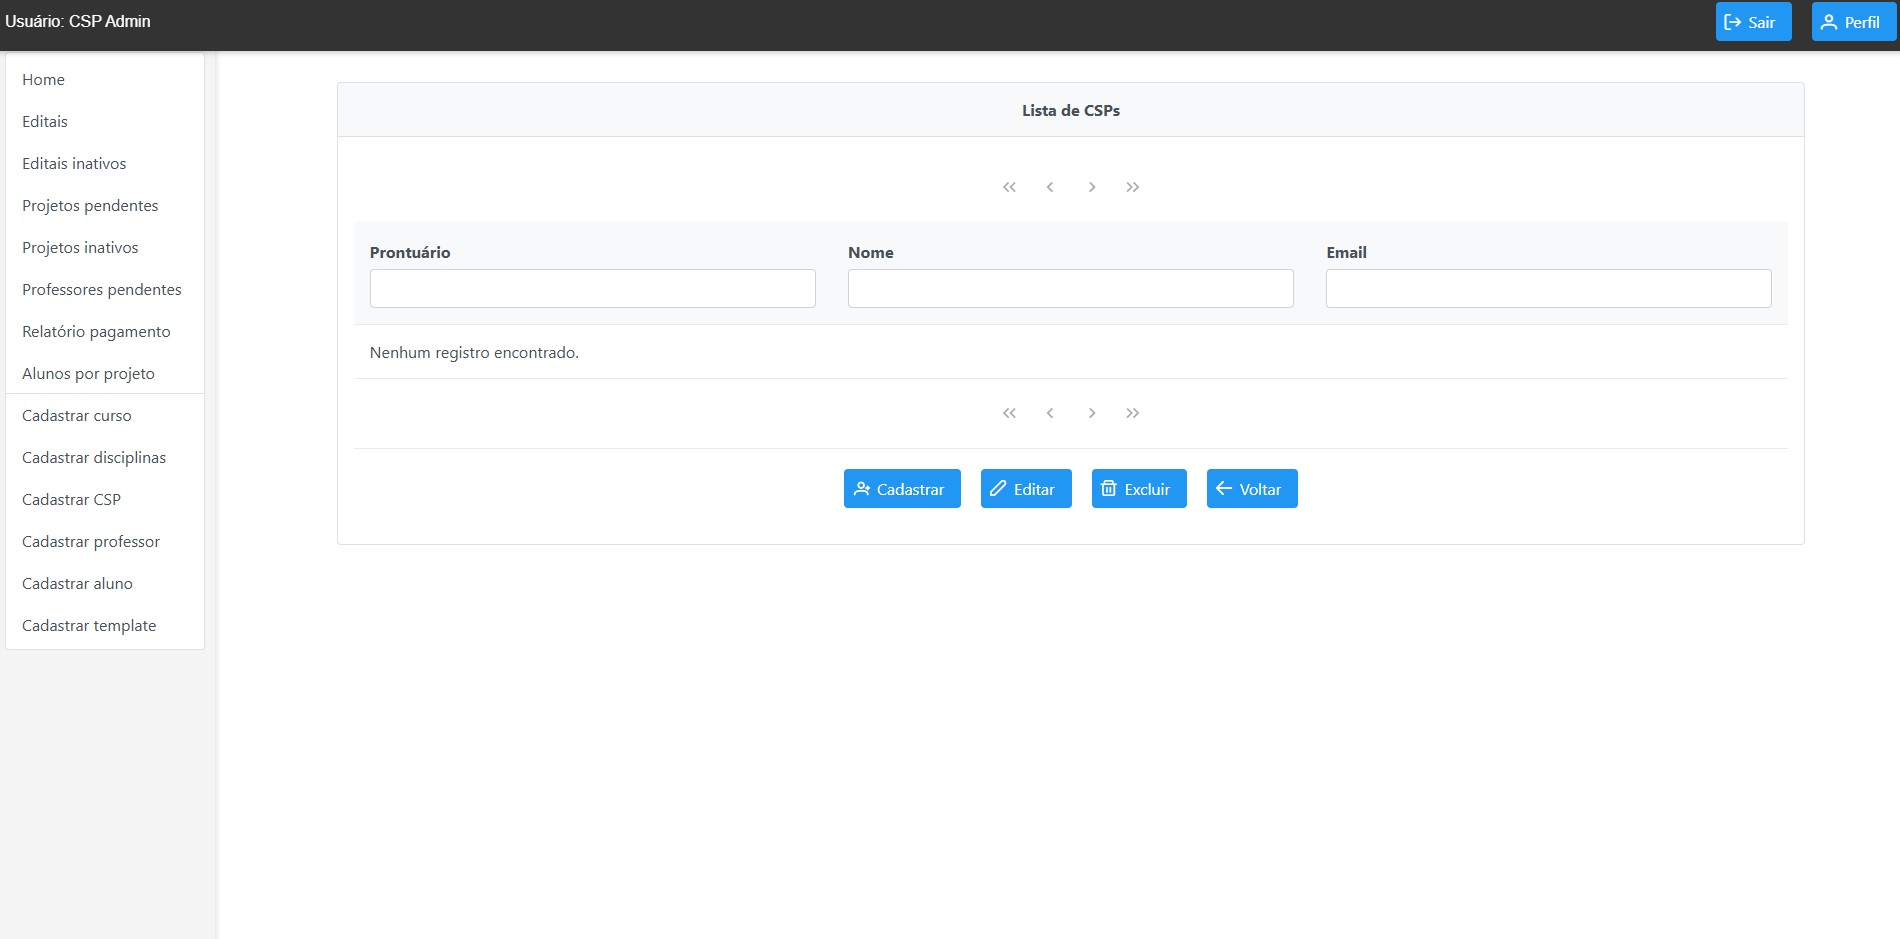 Usuário: CSP Admin
Sair
Perfil
Home
Editais
Editais inativos
Projetos pendentes
Projetos inativos
Professores pendentes
Relatório pagamento
Alunos por projeto
Cadastrar curso
Cadastrar disciplinas
Cadastrar CSP
Cadastrar professor
Cadastrar aluno
Cadastrar template
Lista de CSPs
Prontuário Nome Email
Nenhum registro encontrado.
Cadastrar Editar Excluir Voltar